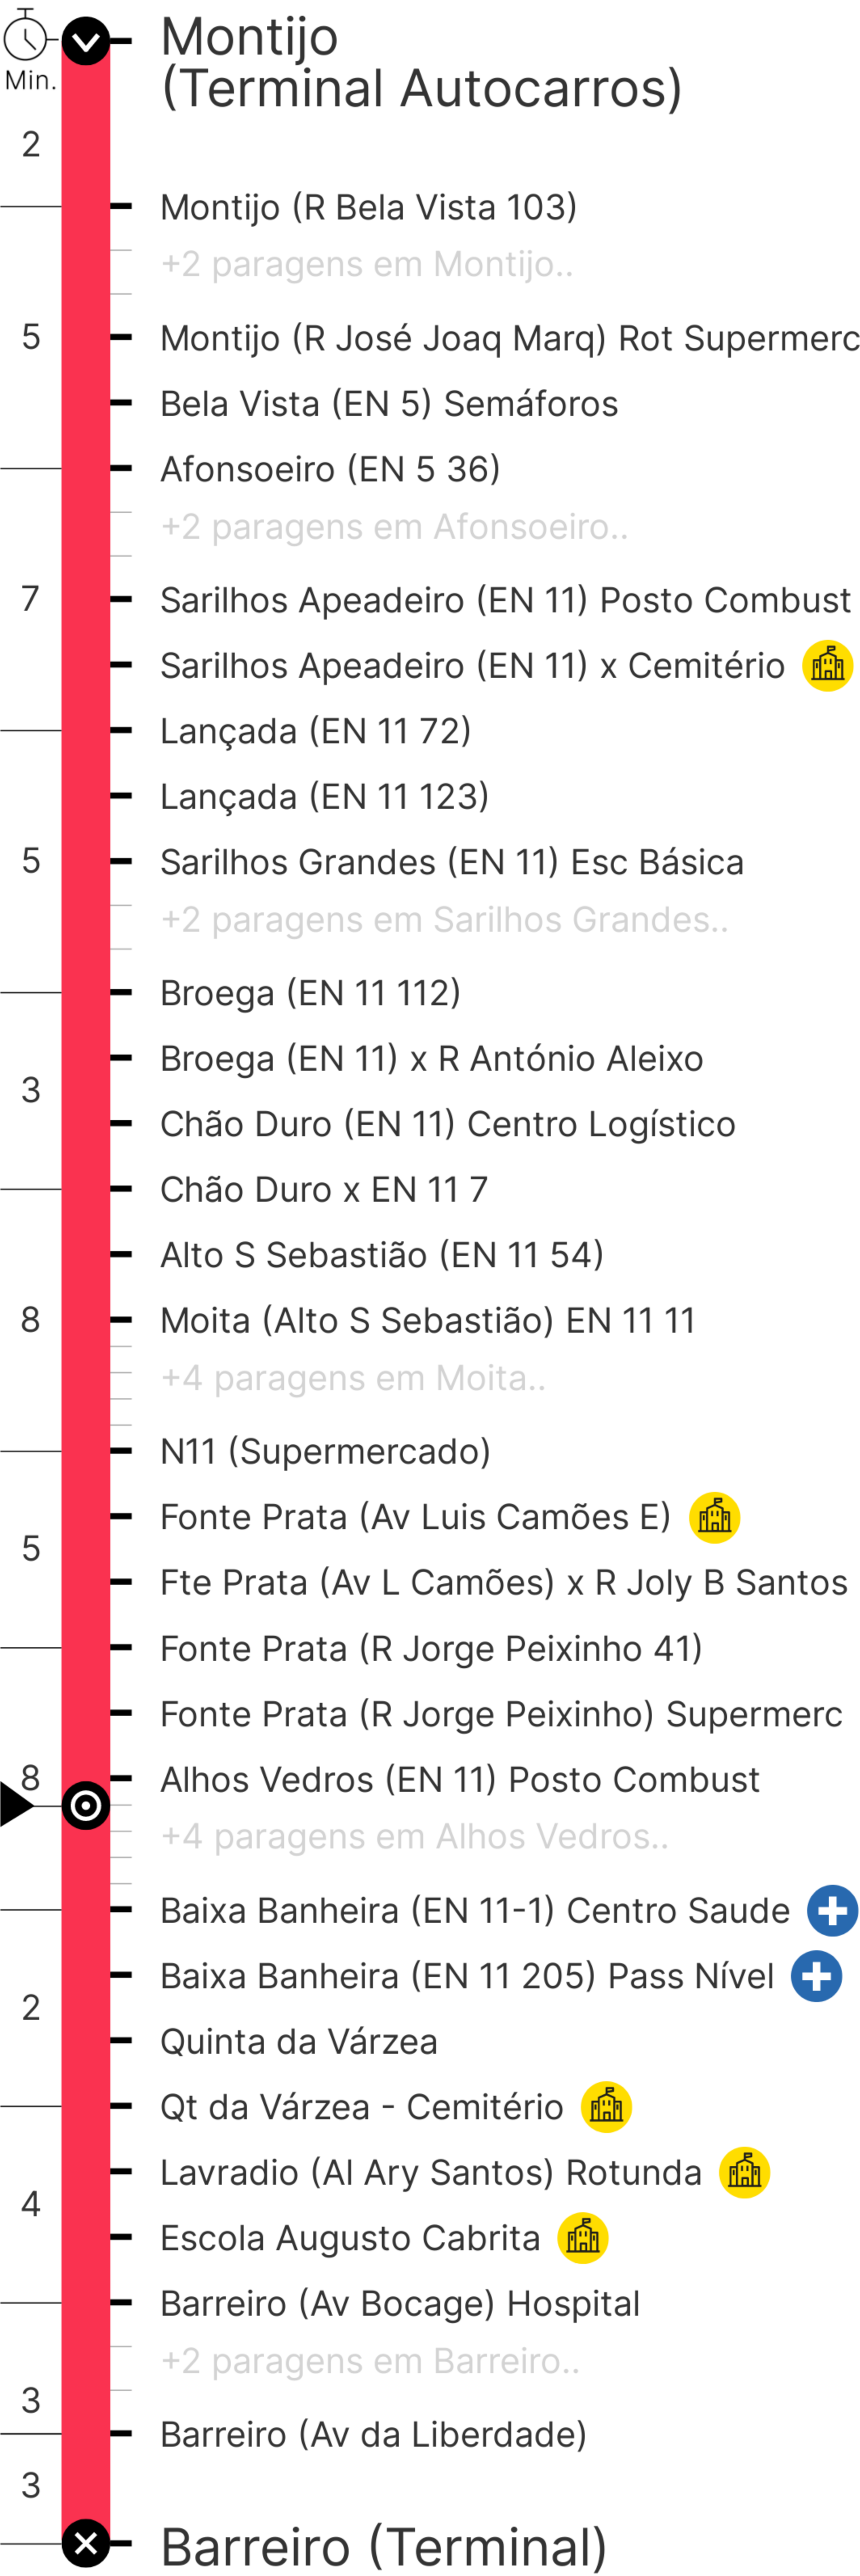 Montijo
(Terminal Autocarros)
Min.
2
Montijo (R Bela Vista 103)
+2 paragens em Montijo..
5
Montijo (R José Joaq Marq) Rot Supermerc
Bela Vista (EN 5) Semáforos
Afonsoeiro (EN 5 36)
+2 paragens em Afonsoeiro..
7
Sarilhos Apeadeiro (EN 11) Posto Combust
Sarilhos Apeadeiro (EN 11) x Cemitério
Lançada (EN 11 72)
Lançada (EN 11 123)
5
Sarilhos Grandes (EN 11) Esc Básica
+2 paragens em Sarilhos Grandes..
Broega (EN 11 112)
Broega (EN 11) x R António Aleixo
3
Chão Duro (EN 11) Centro Logístico
Chão Duro x EN 11 7
Alto S Sebastião (EN 11 54)
8
Moita (Alto S Sebastião) EN 11 11
+4 paragens em Moita..
N11 (Supermercado)
Fonte Prata (Av Luis Camões E)
5
Fte Prata (Av L Camões) x R Joly B Santos
Fonte Prata (R Jorge Peixinho 41)
Fonte Prata (R Jorge Peixinho) Supermerc
8
Alhos Vedros (EN 11) Posto Combust
+4 paragens em Alhos Vedros..
Baixa Banheira (EN 11-1) Centro Saude
Baixa Banheira (EN 11 205) Pass Nível
2
Quinta da Várzea
Qt da Várzea - Cemitério
Lavradio (Al Ary Santos) Rotunda
4
Escola Augusto Cabrita
Barreiro (Av Bocage) Hospital
+2 paragens em Barreiro..
3
Barreiro (Av da Liberdade)
3
Barreiro (Terminal)